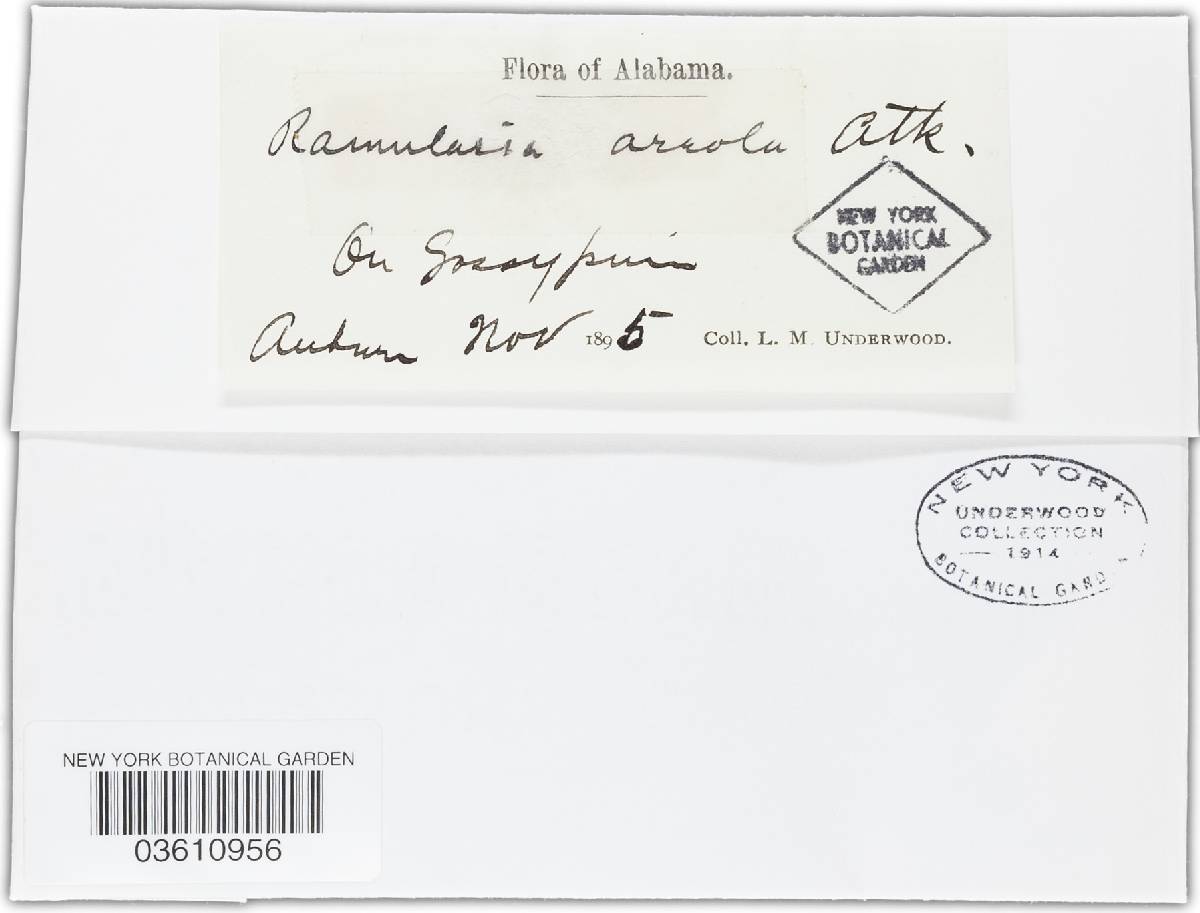 Flora of Alabama.
Ramularia areola Atk.
NEW YORK
BOTANICAL
GARDEN
On Gossypium
Auburn Nov 1895 Coll. L. M. UNDERWOOD.
NEW YORK
UNDERWOOD
COLLECTION
— 1914
BOTANICAL GARDEN
NEW YORK BOTANICAL GARDEN
03610956